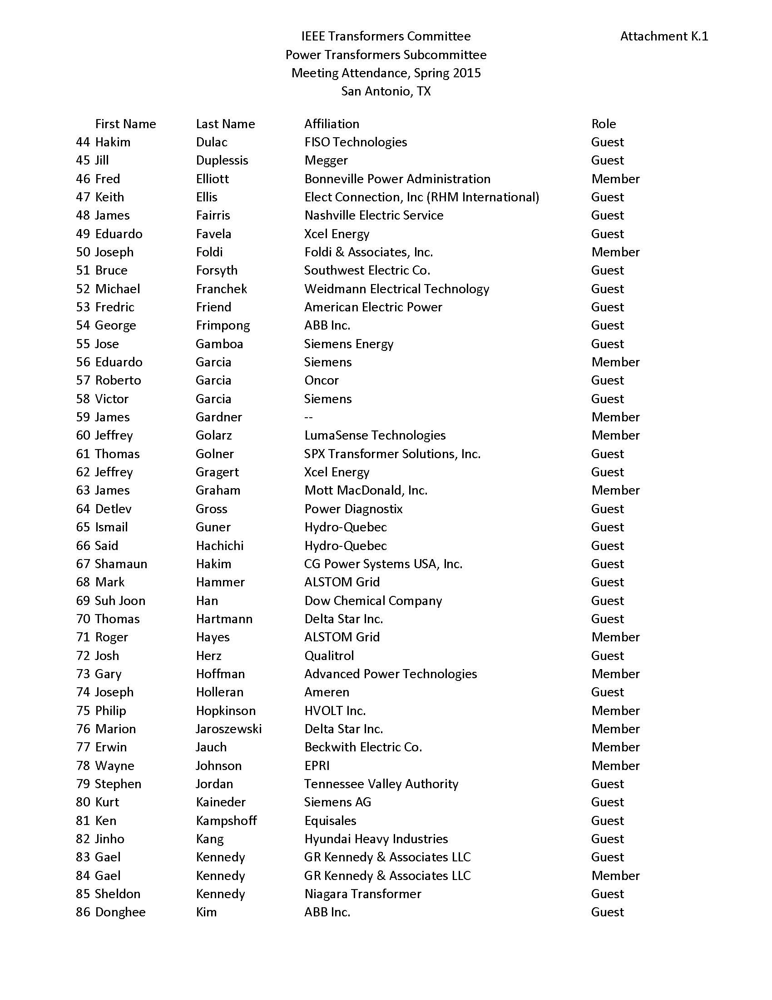 IEEE Transformers Committee Attachment K.1
Power Transformers Subcommittee
Meeting Attendance, Spring 2015
San Antonio, TX
First Name Last Name Affiliation Role
44 Hakim Dulac FISO Technologies Guest
45 Jill Duplessis Megger Guest
46 Fred Elliott Bonneville Power Administration Member
47 Keith Ellis Elect Connection, Inc (RHM International) Guest
48 James Fairris Nashville Electric Service Guest
49 Eduardo Favela Xcel Energy Guest
50 Joseph Foldi Foldi & Associates, Inc. Member
51 Bruce Forsyth Southwest Electric Co. Guest
52 Michael Franchek Weidmann Electrical Technology Guest
53 Fredric Friend American Electric Power Guest
54 George Frimpong ABB Inc. Guest
55 Jose Gamboa Siemens Energy Guest
56 Eduardo Garcia Siemens Member
57 Roberto Garcia Oncor Guest
58 Victor Garcia Siemens Guest
59 James Gardner -- Member
60 Jeffrey Golarz LumaSense Technologies Member
61 Thomas Golner SPX Transformer Solutions, Inc. Guest
62 Jeffrey Gragert Xcel Energy Guest
63 James Graham Mott MacDonald, Inc. Member
64 Detlev Gross Power Diagnostix Guest
65 Ismail Guner Hydro-Quebec Guest
66 Said Hachichi Hydro-Quebec Guest
67 Shamaun Hakim CG Power Systems USA, Inc. Guest
68 Mark Hammer ALSTOM Grid Guest
69 Suh Joon Han Dow Chemical Company Guest
70 Thomas Hartmann Delta Star Inc. Guest
71 Roger Hayes ALSTOM Grid Member
72 Josh Herz Qualitrol Guest
73 Gary Hoffman Advanced Power Technologies Member
74 Joseph Holleran Ameren Guest
75 Philip Hopkinson HVOLT Inc. Member
76 Marion Jaroszewski Delta Star Inc. Member
77 Erwin Jauch Beckwith Electric Co. Member
78 Wayne Johnson EPRI Member
79 Stephen Jordan Tennessee Valley Authority Guest
80 Kurt Kaineder Siemens AG Guest
81 Ken Kampshoff Equisales Guest
82 Jinho Kang Hyundai Heavy Industries Guest
83 Gael Kennedy GR Kennedy & Associates LLC Guest
84 Gael Kennedy GR Kennedy & Associates LLC Member
85 Sheldon Kennedy Niagara Transformer Guest
86 Donghee Kim ABB Inc. Guest